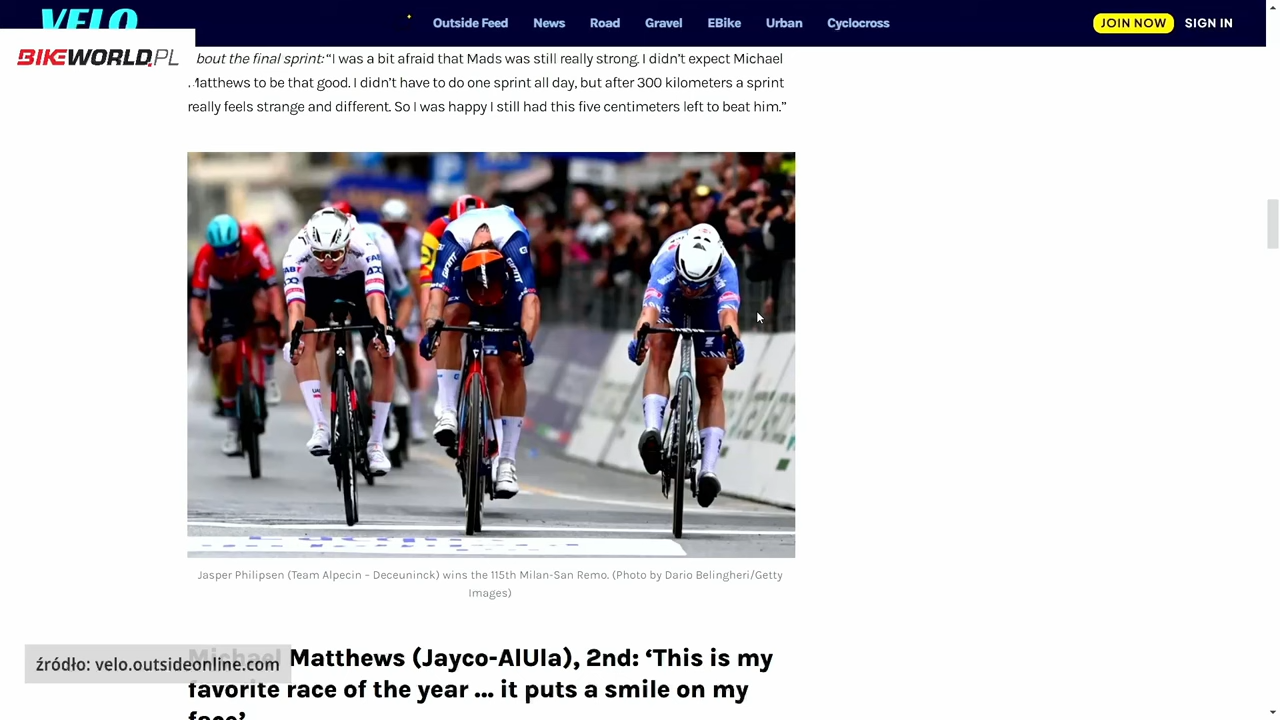 VELO
Outside Feed News Road Gravel EBike Urban Cyclocross
JOIN NOW SIGN IN
BIKEWORLD.PL
bout the final sprint: “I was a bit afraid that Mads was still really strong. I didn’t expect Michael
Matthews to be that good. I didn’t have to do one sprint all day, but after 300 kilometers a sprint
really feels strange and different. So I was happy I still had this five centimeters left to beat him.”
GIANT
Jasper Philipsen (Team Alpecin – Deceuninck) wins the 115th Milan-San Remo. (Photo by Dario Belingheri/Getty
Images)
Michael Matthews (Jayco-AlUla), 2nd: ‘This is my
favorite race of the year ... it puts a smile on my
face’
źródło: velo.outsideonline.com